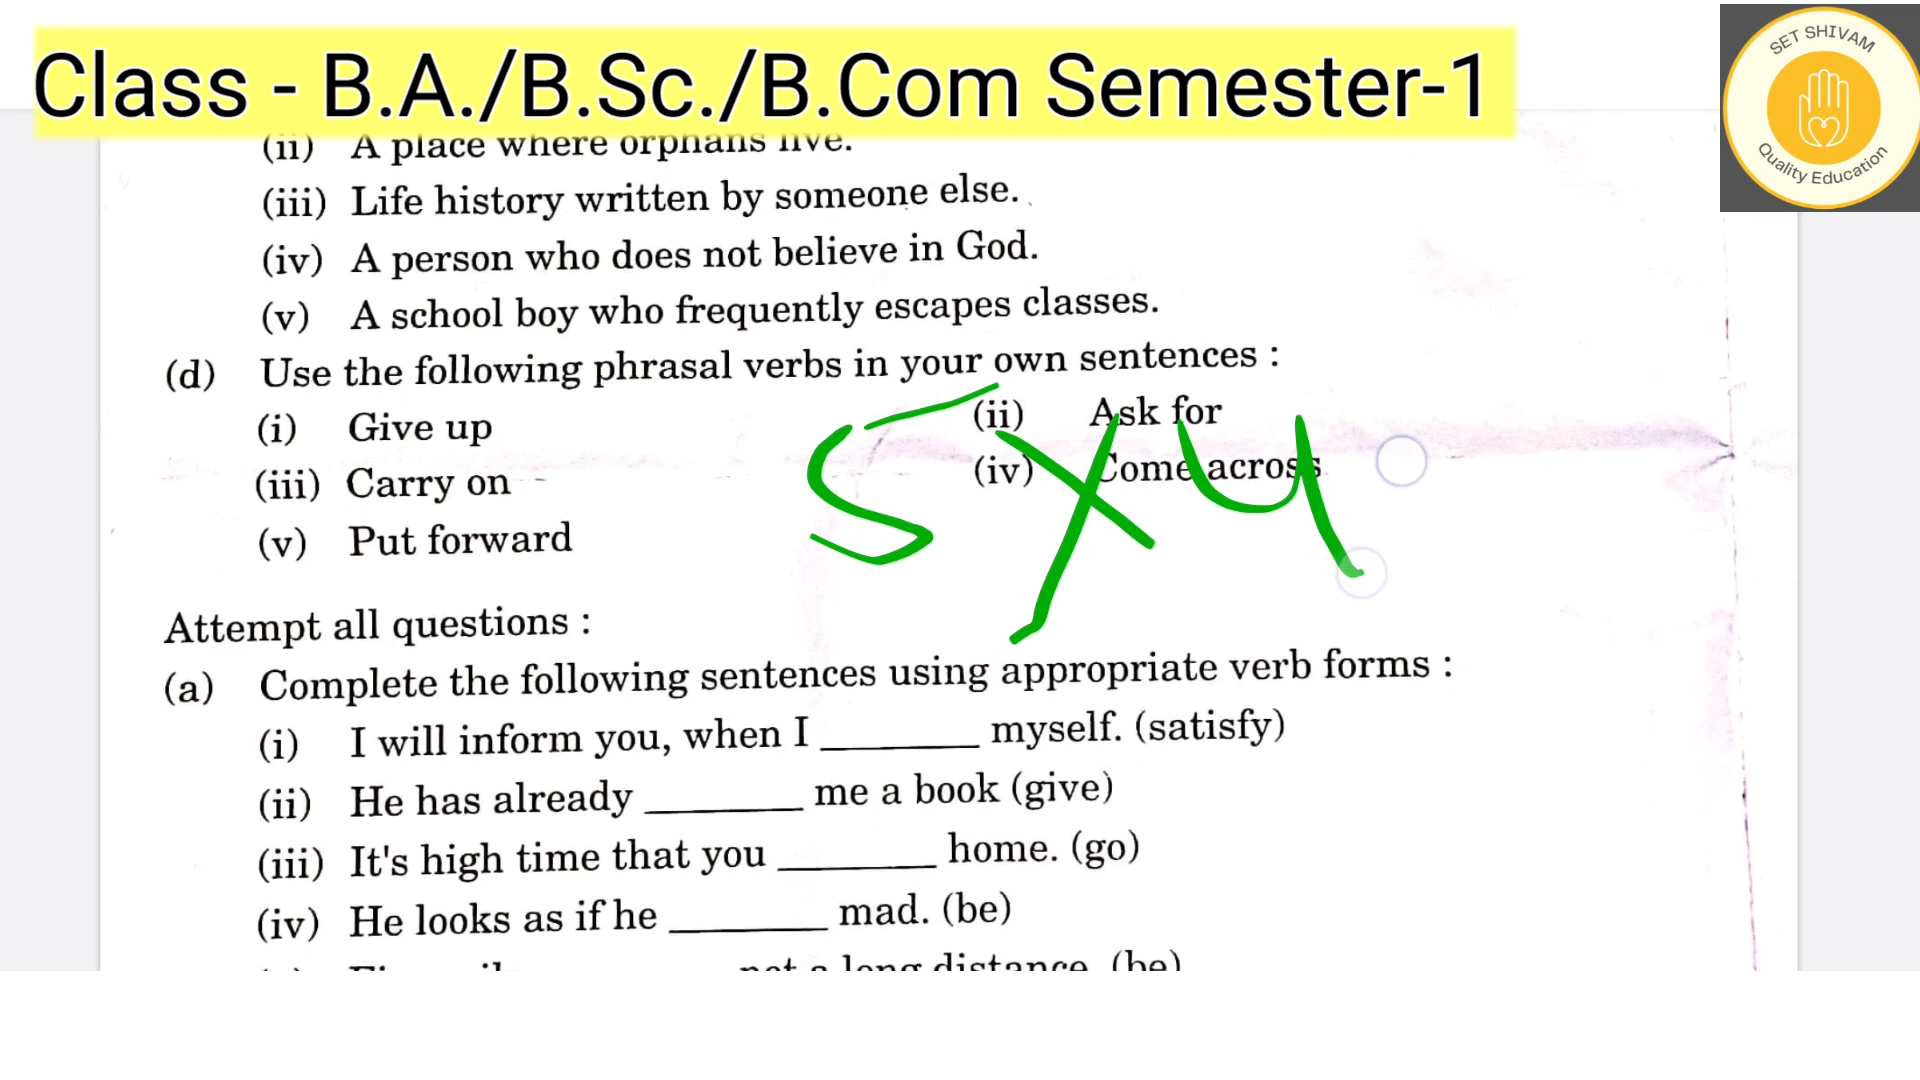 Class - B.A./B.Sc./B.Com Semester-1
SET SHIVAM
Quality Education
(ii) A place where orphans live.
(iii) Life history written by someone else.
(iv) A person who does not believe in God.
(v) A school boy who frequently escapes classes.
(d) Use the following phrasal verbs in your own sentences :
(i) Give up (ii) Ask for
(iii) Carry on (iv) Come across
(v) Put forward
5x4
Attempt all questions :
(a) Complete the following sentences using appropriate verb forms :
(i) I will inform you, when I ________ myself. (satisfy)
(ii) He has already ________ me a book (give)
(iii) It's high time that you ________ home. (go)
(iv) He looks as if he ________ mad. (be)
not a long distance. (be)